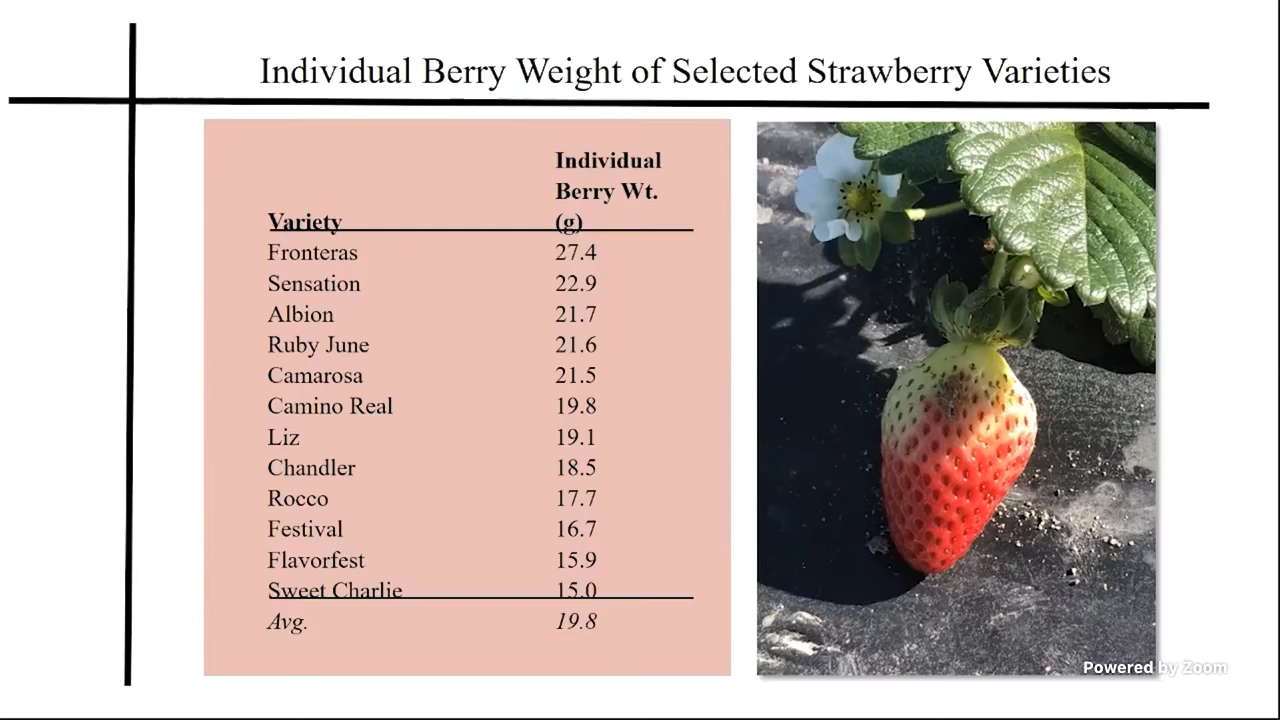 Individual Berry Weight of Selected Strawberry Varieties
Individual
Berry Wt.
Variety (g)
Fronteras 27.4
Sensation 22.9
Albion 21.7
Ruby June 21.6
Camarosa 21.5
Camino Real 19.8
Liz 19.1
Chandler 18.5
Rocco 17.7
Festival 16.7
Flavorfest 15.9
Sweet Charlie 15.0
Avg. 19.8
Powered by Zoom